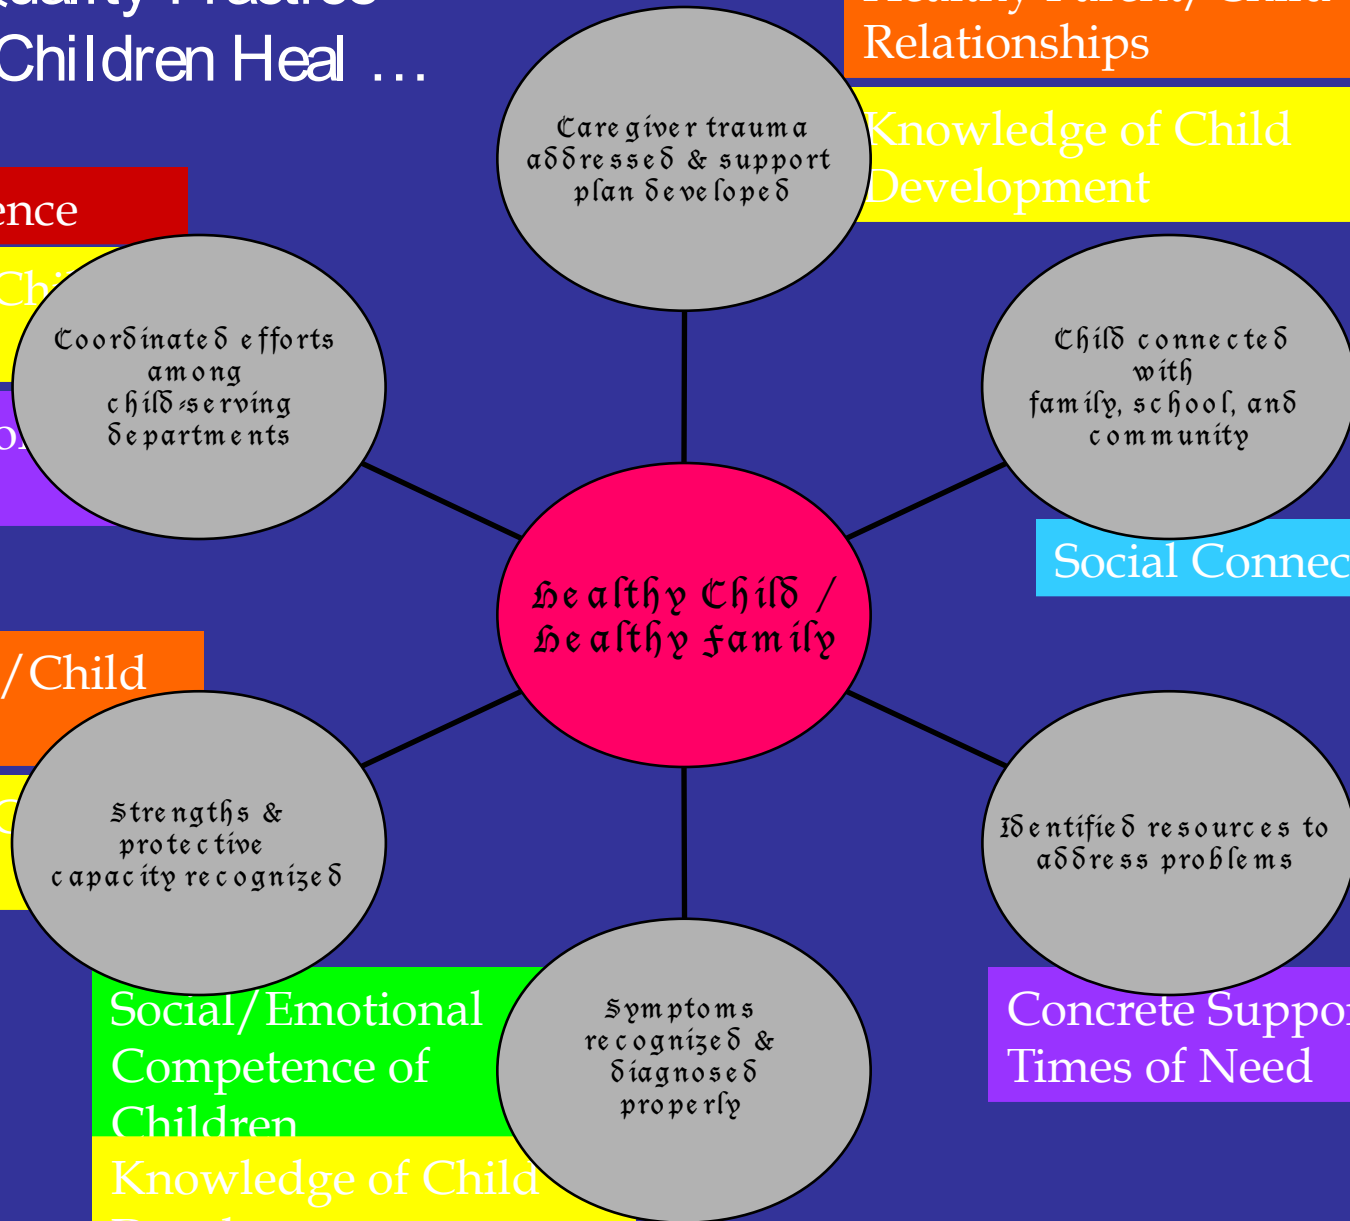 Children Heal …
Healthy Parent/Child
Relationships
Knowledge of Child
Development
Caregiver trauma
addressed & support
plan developed
Coordinated efforts
among
child-serving
departments
Child connected
with
family, school, and
community
Social
Healthy Child /
Healthy Family
/Child
Strengths &
protective
capacity recognized
Identified resources to
address problems
Social/Emotional
Competence of
Children
Knowledge of Child
Symptoms
recognized &
diagnosed
properly
Concrete
Times of Need